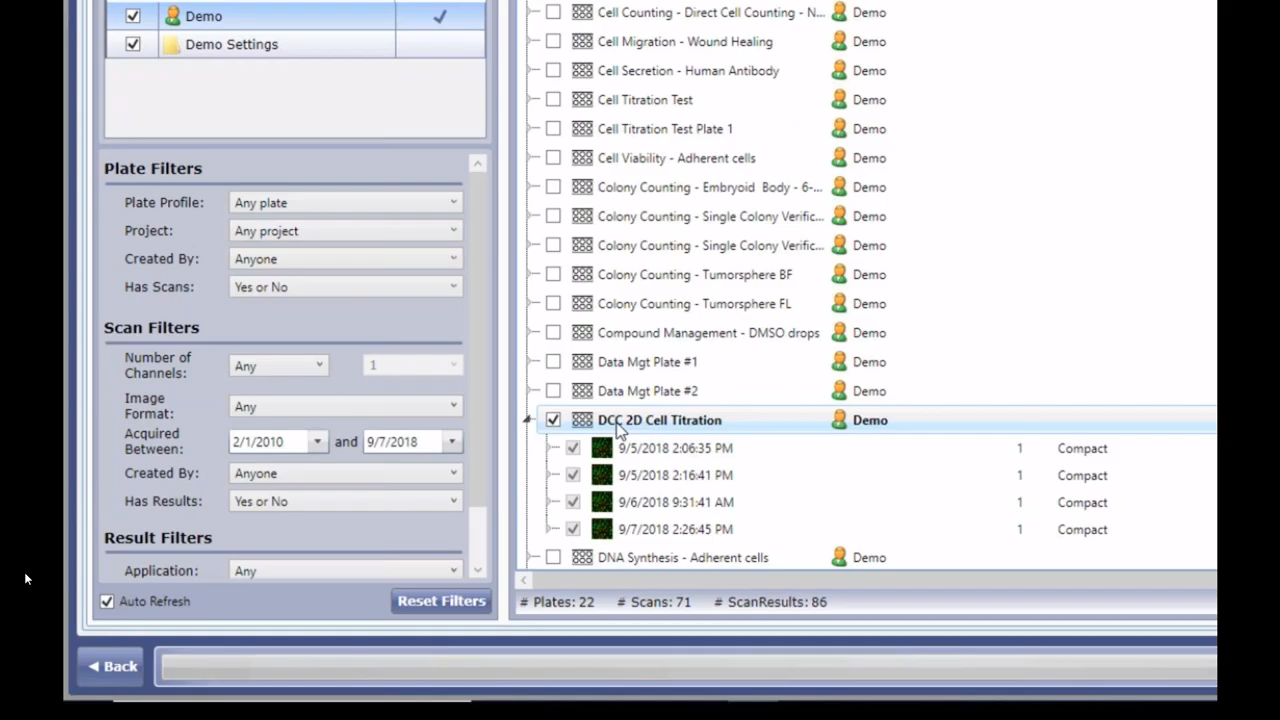 Demo
Demo Settings
Plate Filters
Plate Profile: Any plate
Project: Any project
Created By: Anyone
Has Scans: Yes or No
Scan Filters
Number of Channels: Any 1
Image Format: Any
Acquired Between: 2/1/2010 and 9/7/2018
Created By: Anyone
Has Results: Yes or No
Result Filters
Application: Any
Auto Refresh
Reset Filters
Cell Counting - Direct Cell Counting - N... Demo
Cell Migration - Wound Healing Demo
Cell Secretion - Human Antibody Demo
Cell Titration Test Demo
Cell Titration Test Plate 1 Demo
Cell Viability - Adherent cells Demo
Colony Counting - Embryoid Body - 6-... Demo
Colony Counting - Single Colony Verific... Demo
Colony Counting - Single Colony Verific... Demo
Colony Counting - Tumorsphere BF Demo
Colony Counting - Tumorsphere FL Demo
Compound Management - DMSO drops Demo
Data Mgt Plate #1 Demo
Data Mgt Plate #2 Demo
DCC 2D Cell Titration Demo
9/5/2018 2:06:35 PM 1 Compact
9/5/2018 2:16:41 PM 1 Compact
9/6/2018 9:31:41 AM 1 Compact
9/7/2018 2:26:45 PM 1 Compact
DNA Synthesis - Adherent cells Demo
# Plates: 22 # Scans: 71 # ScanResults: 86
Back